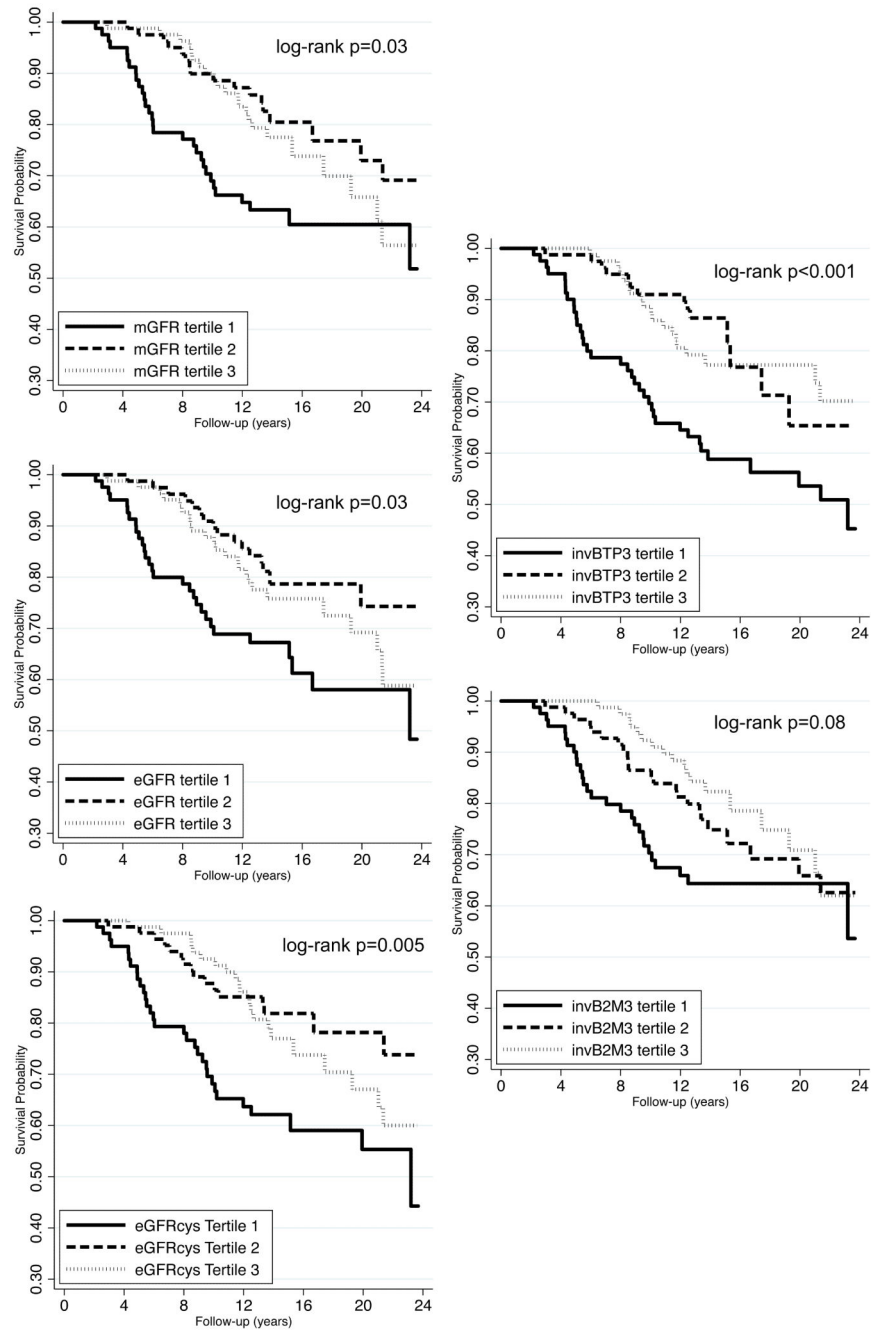 log-rank p=0.03
Survivial Probability
1.00
0.90
0.80
0.70
0.60
0.50
0.40
0.30
mGFR tertile 1
mGFR tertile 2
mGFR tertile 3
0 4 8 12 16 20 24
Follow-up (years)
log-rank p=0.03
Survivial Probability
1.00
0.90
0.80
0.70
0.60
0.50
0.40
0.30
eGFR tertile 1
eGFR tertile 2
eGFR tertile 3
0 4 8 12 16 20 24
Follow-up (years)
log-rank p=0.005
Survivial Probability
1.00
0.90
0.80
0.70
0.60
0.50
0.40
0.30
eGFRcys Tertile 1
eGFRcys Tertile 2
eGFRcys Tertile 3
0 4 8 12 16 20 24
Follow-up (years)
log-rank p<0.001
Survivial Probability
1.00
0.90
0.80
0.70
0.60
0.50
0.40
0.30
invBTP3 tertile 1
invBTP3 tertile 2
invBTP3 tertile 3
0 4 8 12 16 20 24
Follow-up (years)
log-rank p=0.08
Survivial Probability
1.00
0.90
0.80
0.70
0.60
0.50
0.40
0.30
invB2M3 tertile 1
invB2M3 tertile 2
invB2M3 tertile 3
0 4 8 12 16 20 24
Follow-up (years)